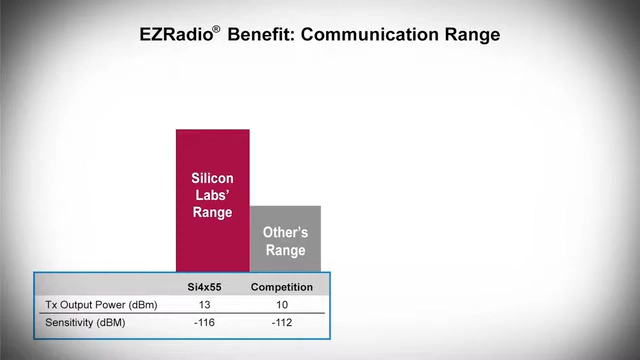 EZRadio® Benefit: Communication Range
Silicon
Labs'
Range
Other's
Range
Si4x55 Competition
Tx Output Power (dBm) 13 10
Sensitivity (dBM) -116 -112